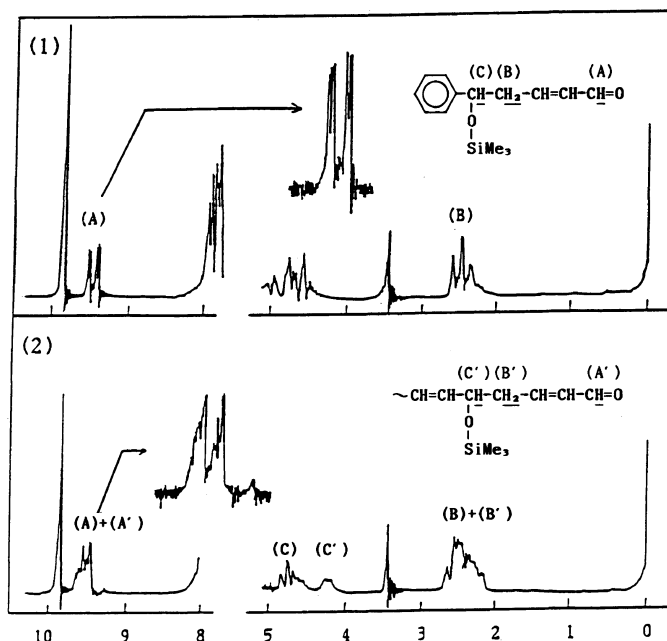 (1)
(C)(B) (A)
CH-CH₂-CH=CH-CH=O
O
SiMe₃
(A)
(B)
(2)
(C′)(B′) (A′)
~CH=CH-CH-CH₂-CH=CH-CH=O
O
SiMe₃
(A)+(A′)
(C) (C′)
(B)+(B′)
10 9 8 5 4 3 2 1 0